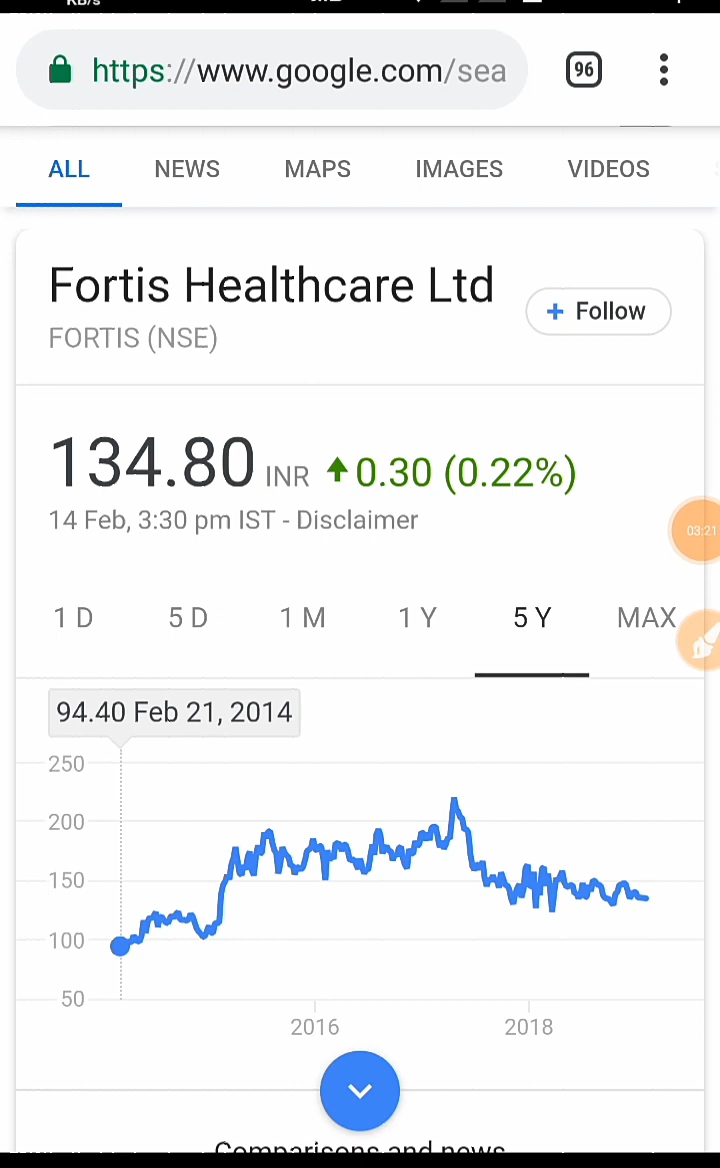 KB/s
https://www.google.com/sea
96
ALL NEWS MAPS IMAGES VIDEOS
Fortis Healthcare Ltd
+ Follow
FORTIS (NSE)
134.80 INR ↑0.30 (0.22%)
14 Feb, 3:30 pm IST - Disclaimer
03:21
1 D 5 D 1 M 1 Y 5 Y MAX
94.40 Feb 21, 2014
250
200
150
100
50
2016 2018
Comparisons and news